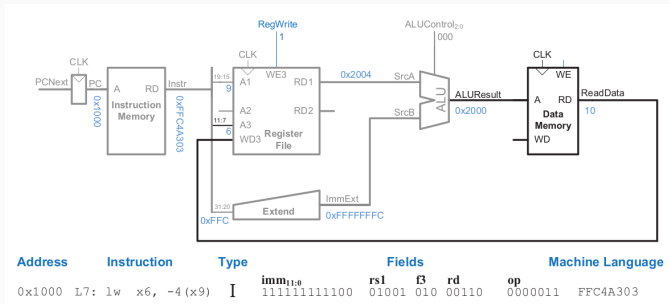 RegWrite
1
ALUControl2:0
000
CLK
CLK
CLK
PCNext
PC
0x1000
A
RD
Instruction
Memory
Instr
0xFFC4A303
19:15
9
A1
WE3
RD1
0x2004
SrcA
A2
RD2
SrcB
11:7
6
A3
WD3
Register
File
ALU
ALUResult
0x2000
WE
A
RD
Data
Memory
WD
ReadData
10
31:20
0xFFC
Extend
ImmExt
0xFFFFFFFC
Address Instruction Type Fields Machine Language
imm11:0 rs1 f3 rd op
0x1000 L7: lw x6, -4(x9) I 111111111100 01001 010 00110 0000011 FFC4A303